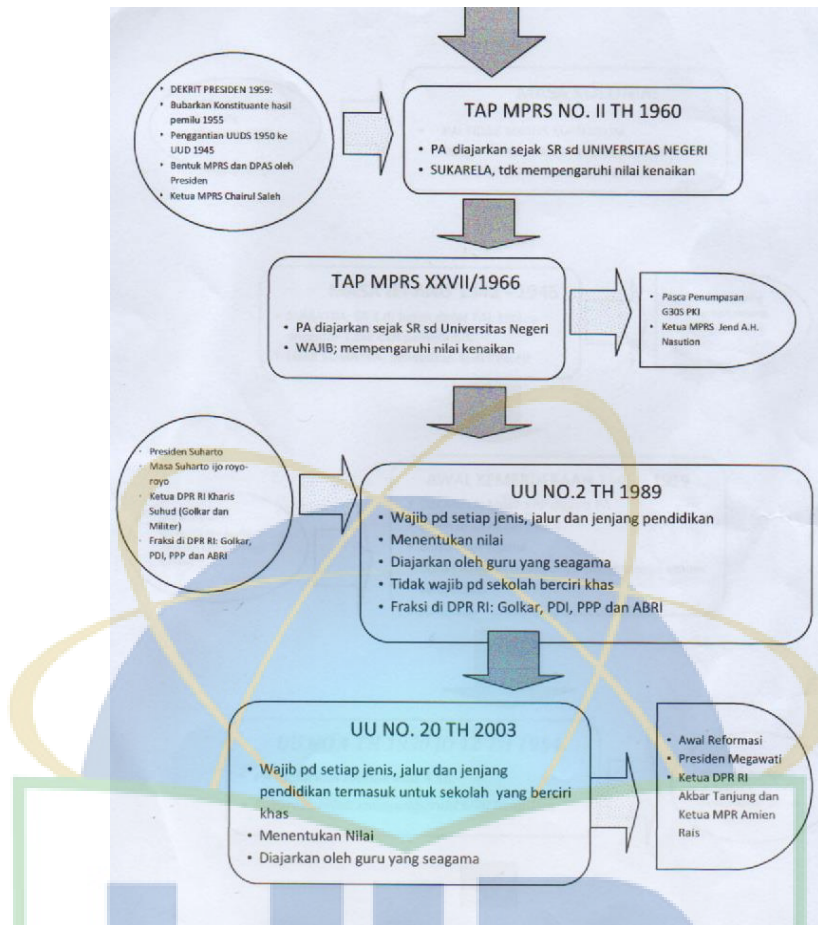 • DEKRIT PRESIDEN 1959:
• Bubarkan Konstituante hasil
pemilu 1955
• Penggantian UUDS 1950 ke
UUD 1945
• Bentuk MPRS dan DPAS oleh
Presiden
• Ketua MPRS Chairul Saleh
TAP MPRS NO. II TH 1960
• PA diajarkan sejak SR sd UNIVERSITAS NEGERI
• SUKARELA, tdk mempengaruhi nilai kenaikan
TAP MPRS XXVII/1966
• PA diajarkan sejak SR sd Universitas Negeri
• WAJIB; mempengaruhi nilai kenaikan
• Pasca Penumpasan
G30S PKI
• Ketua MPRS Jend A.H.
Nasution
• Presiden Suharto
• Masa Suharto ijo royo-
royo
• Ketua DPR RI Kharis
Suhud (Golkar dan
Militer)
• Fraksi di DPR RI: Golkar,
PDI, PPP dan ABRI
UU NO.2 TH 1989
• Wajib pd setiap jenis, jalur dan jenjang pendidikan
• Menentukan nilai
• Diajarkan oleh guru yang seagama
• Tidak wajib pd sekolah berciri khas
• Fraksi di DPR RI: Golkar, PDI, PPP dan ABRI
UU NO. 20 TH 2003
• Wajib pd setiap jenis, jalur dan jenjang
pendidikan termasuk untuk sekolah yang berciri
khas
• Menentukan Nilai
• Diajarkan oleh guru yang seagama
• Awal Reformasi
• Presiden Megawati
• Ketua DPR RI
Akbar Tanjung dan
Ketua MPR Amien
Rais